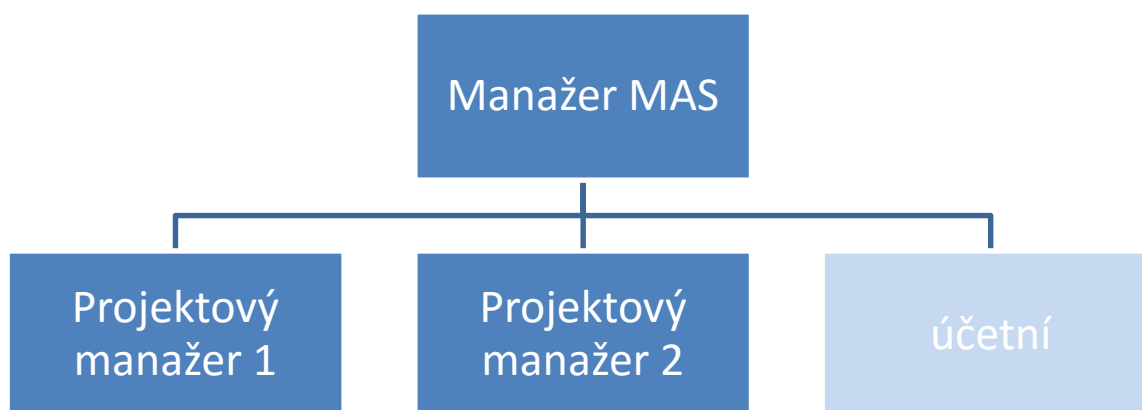 Manažer MAS
Projektový
manažer 1
Projektový
manažer 2
účetní